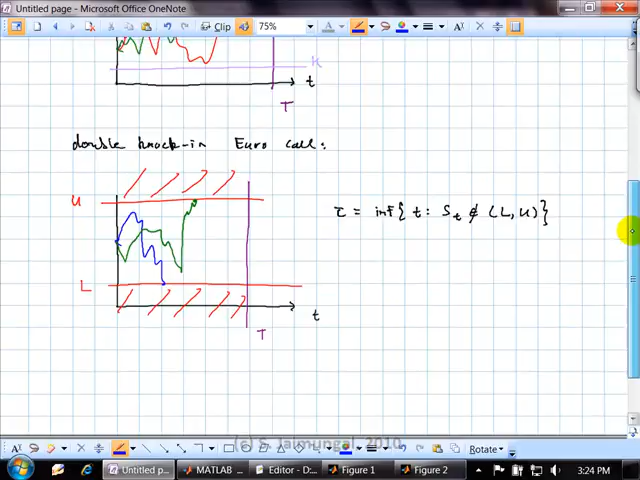 Untitled page - Microsoft Office OneNote
Clip
75%
K
t
T
double knock-in Euro call:
U
τ = inf{ t: S_t ∉ (L, U) }
L
t
T
(c) S. Jaimungal, 2010
Rotate
Untitled p...
MATLAB
Editor - D:...
Figure 1
Figure 2
3:24 PM